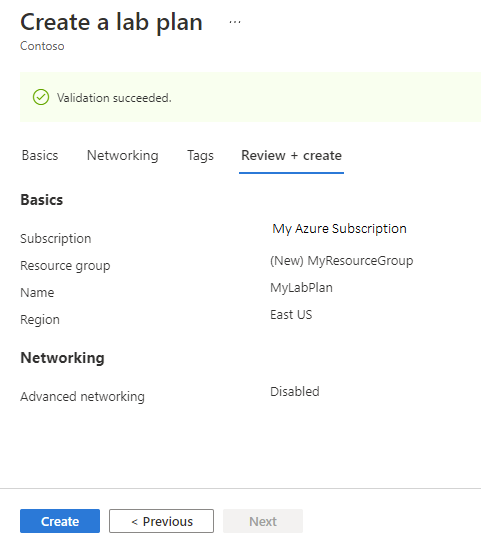 Create a lab plan ...
Contoso
Validation succeeded.
Basics Networking Tags Review + create
Basics
Subscription My Azure Subscription
Resource group (New) MyResourceGroup
Name MyLabPlan
Region East US
Networking
Advanced networking Disabled
Create < Previous Next